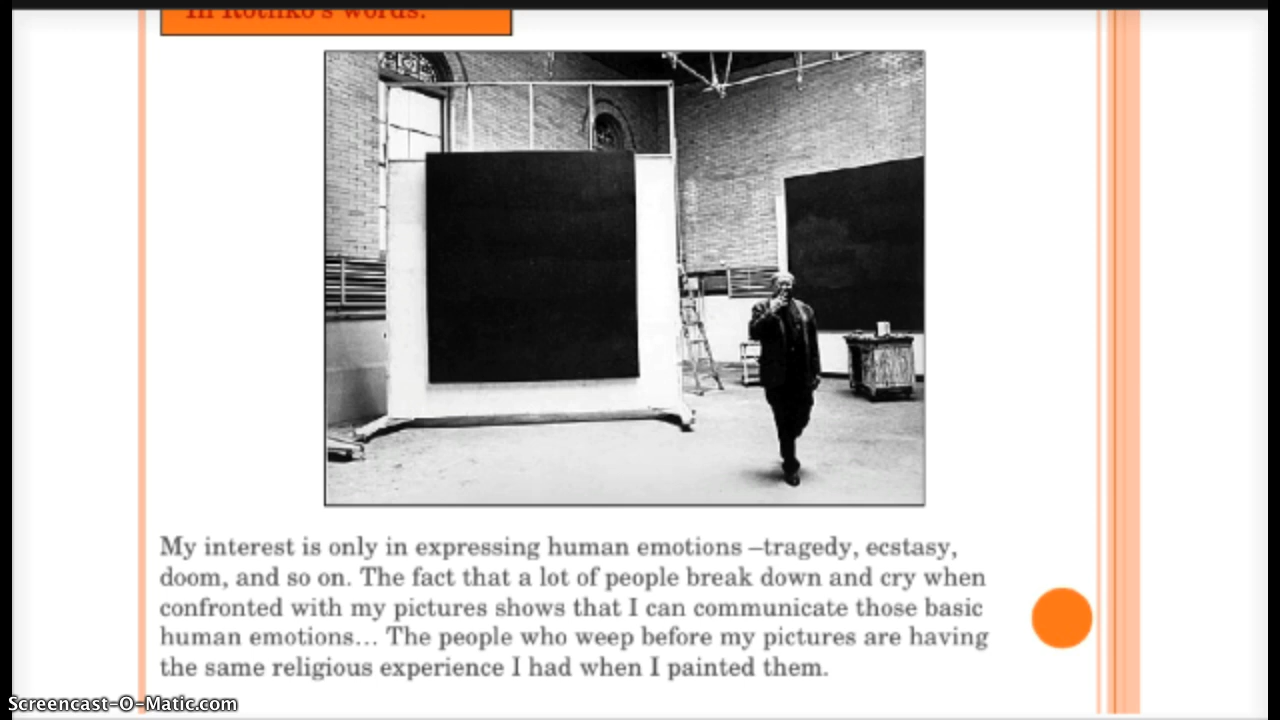 In Rothko's words:
My interest is only in expressing human emotions –tragedy, ecstasy,
doom, and so on. The fact that a lot of people break down and cry when
confronted with my pictures shows that I can communicate those basic
human emotions… The people who weep before my pictures are having
the same religious experience I had when I painted them.
Screencast-O-Matic.com